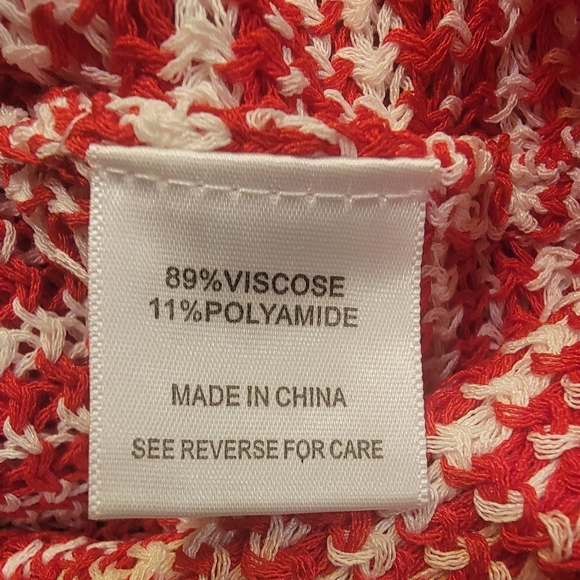 89%VISCOSE
11%POLYAMIDE
MADE IN CHINA
SEE REVERSE FOR CARE